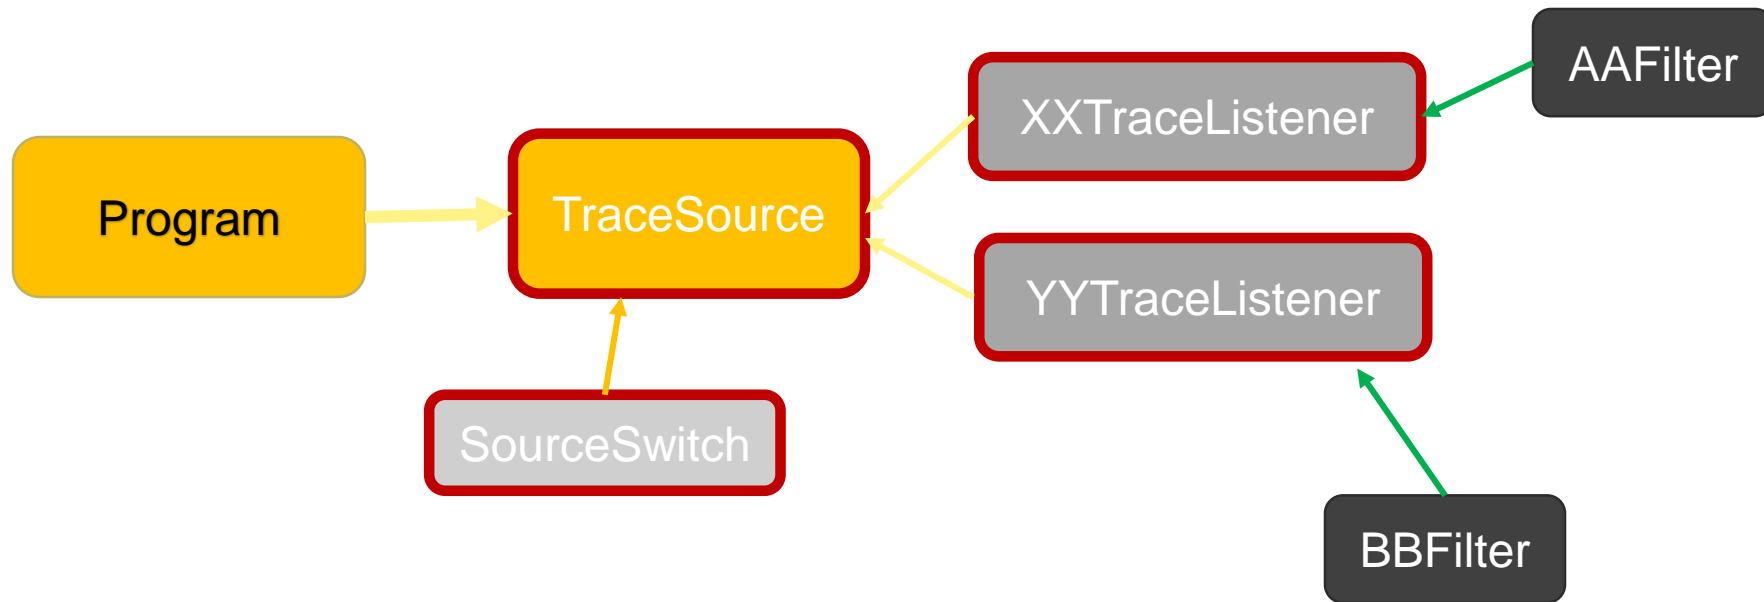 AAFilter
XXTraceListener
Program
TraceSource
YYTraceListener
SourceSwitch
BBFilter